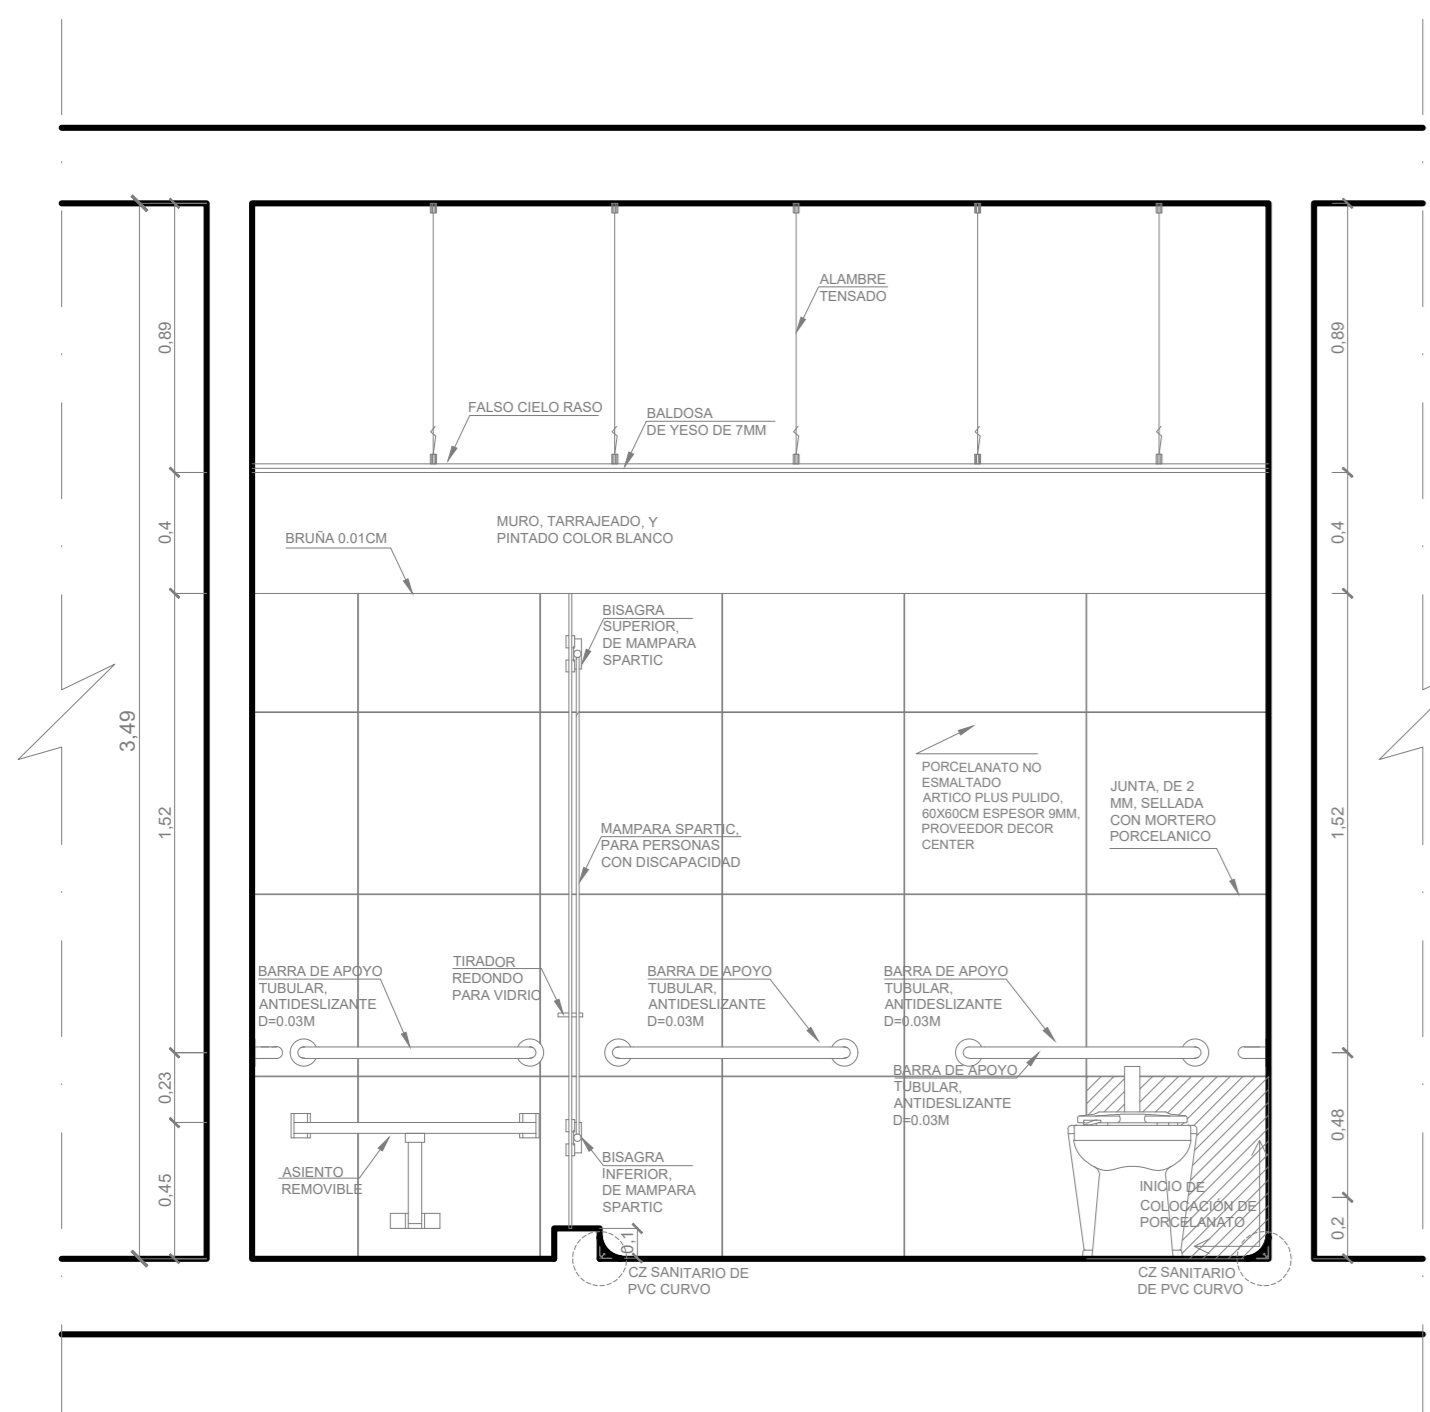 ALAMBRE
TENSADO
0,89
0,89
FALSO CIELO RASO
BALDOSA
DE YESO DE 7MM
MURO, TARRAJEADO, Y
PINTADO COLOR BLANCO
BRUÑA 0.01CM
0,4
0,4
BISAGRA
SUPERIOR,
DE MAMPARA
SPARTIC
3,49
PORCELANATO NO
ESMALTADO
ARTICO PLUS PULIDO,
60X60CM ESPESOR 9MM,
PROVEEDOR DECOR
CENTER
JUNTA, DE 2
MM, SELLADA
CON MORTERO
PORCELANICO
1,52
1,52
MAMPARA SPARTIC,
PARA PERSONAS
CON DISCAPACIDAD
BARRA DE APOYO
TUBULAR,
ANTIDESLIZANTE
D=0.03M
TIRADOR
REDONDO
PARA VIDRIO
BARRA DE APOYO
TUBULAR,
ANTIDESLIZANTE
D=0.03M
BARRA DE APOYO
TUBULAR,
ANTIDESLIZANTE
D=0.03M
BARRA DE APOYO
TUBULAR,
ANTIDESLIZANTE
D=0.03M
0,23
0,48
ASIENTO
REMOVIBLE
BISAGRA
INFERIOR,
DE MAMPARA
SPARTIC
INICIO DE
COLOCACIÓN DE
PORCELANATO
0,45
0,2
0,1
CZ SANITARIO DE
PVC CURVO
CZ SANITARIO
DE PVC CURVO